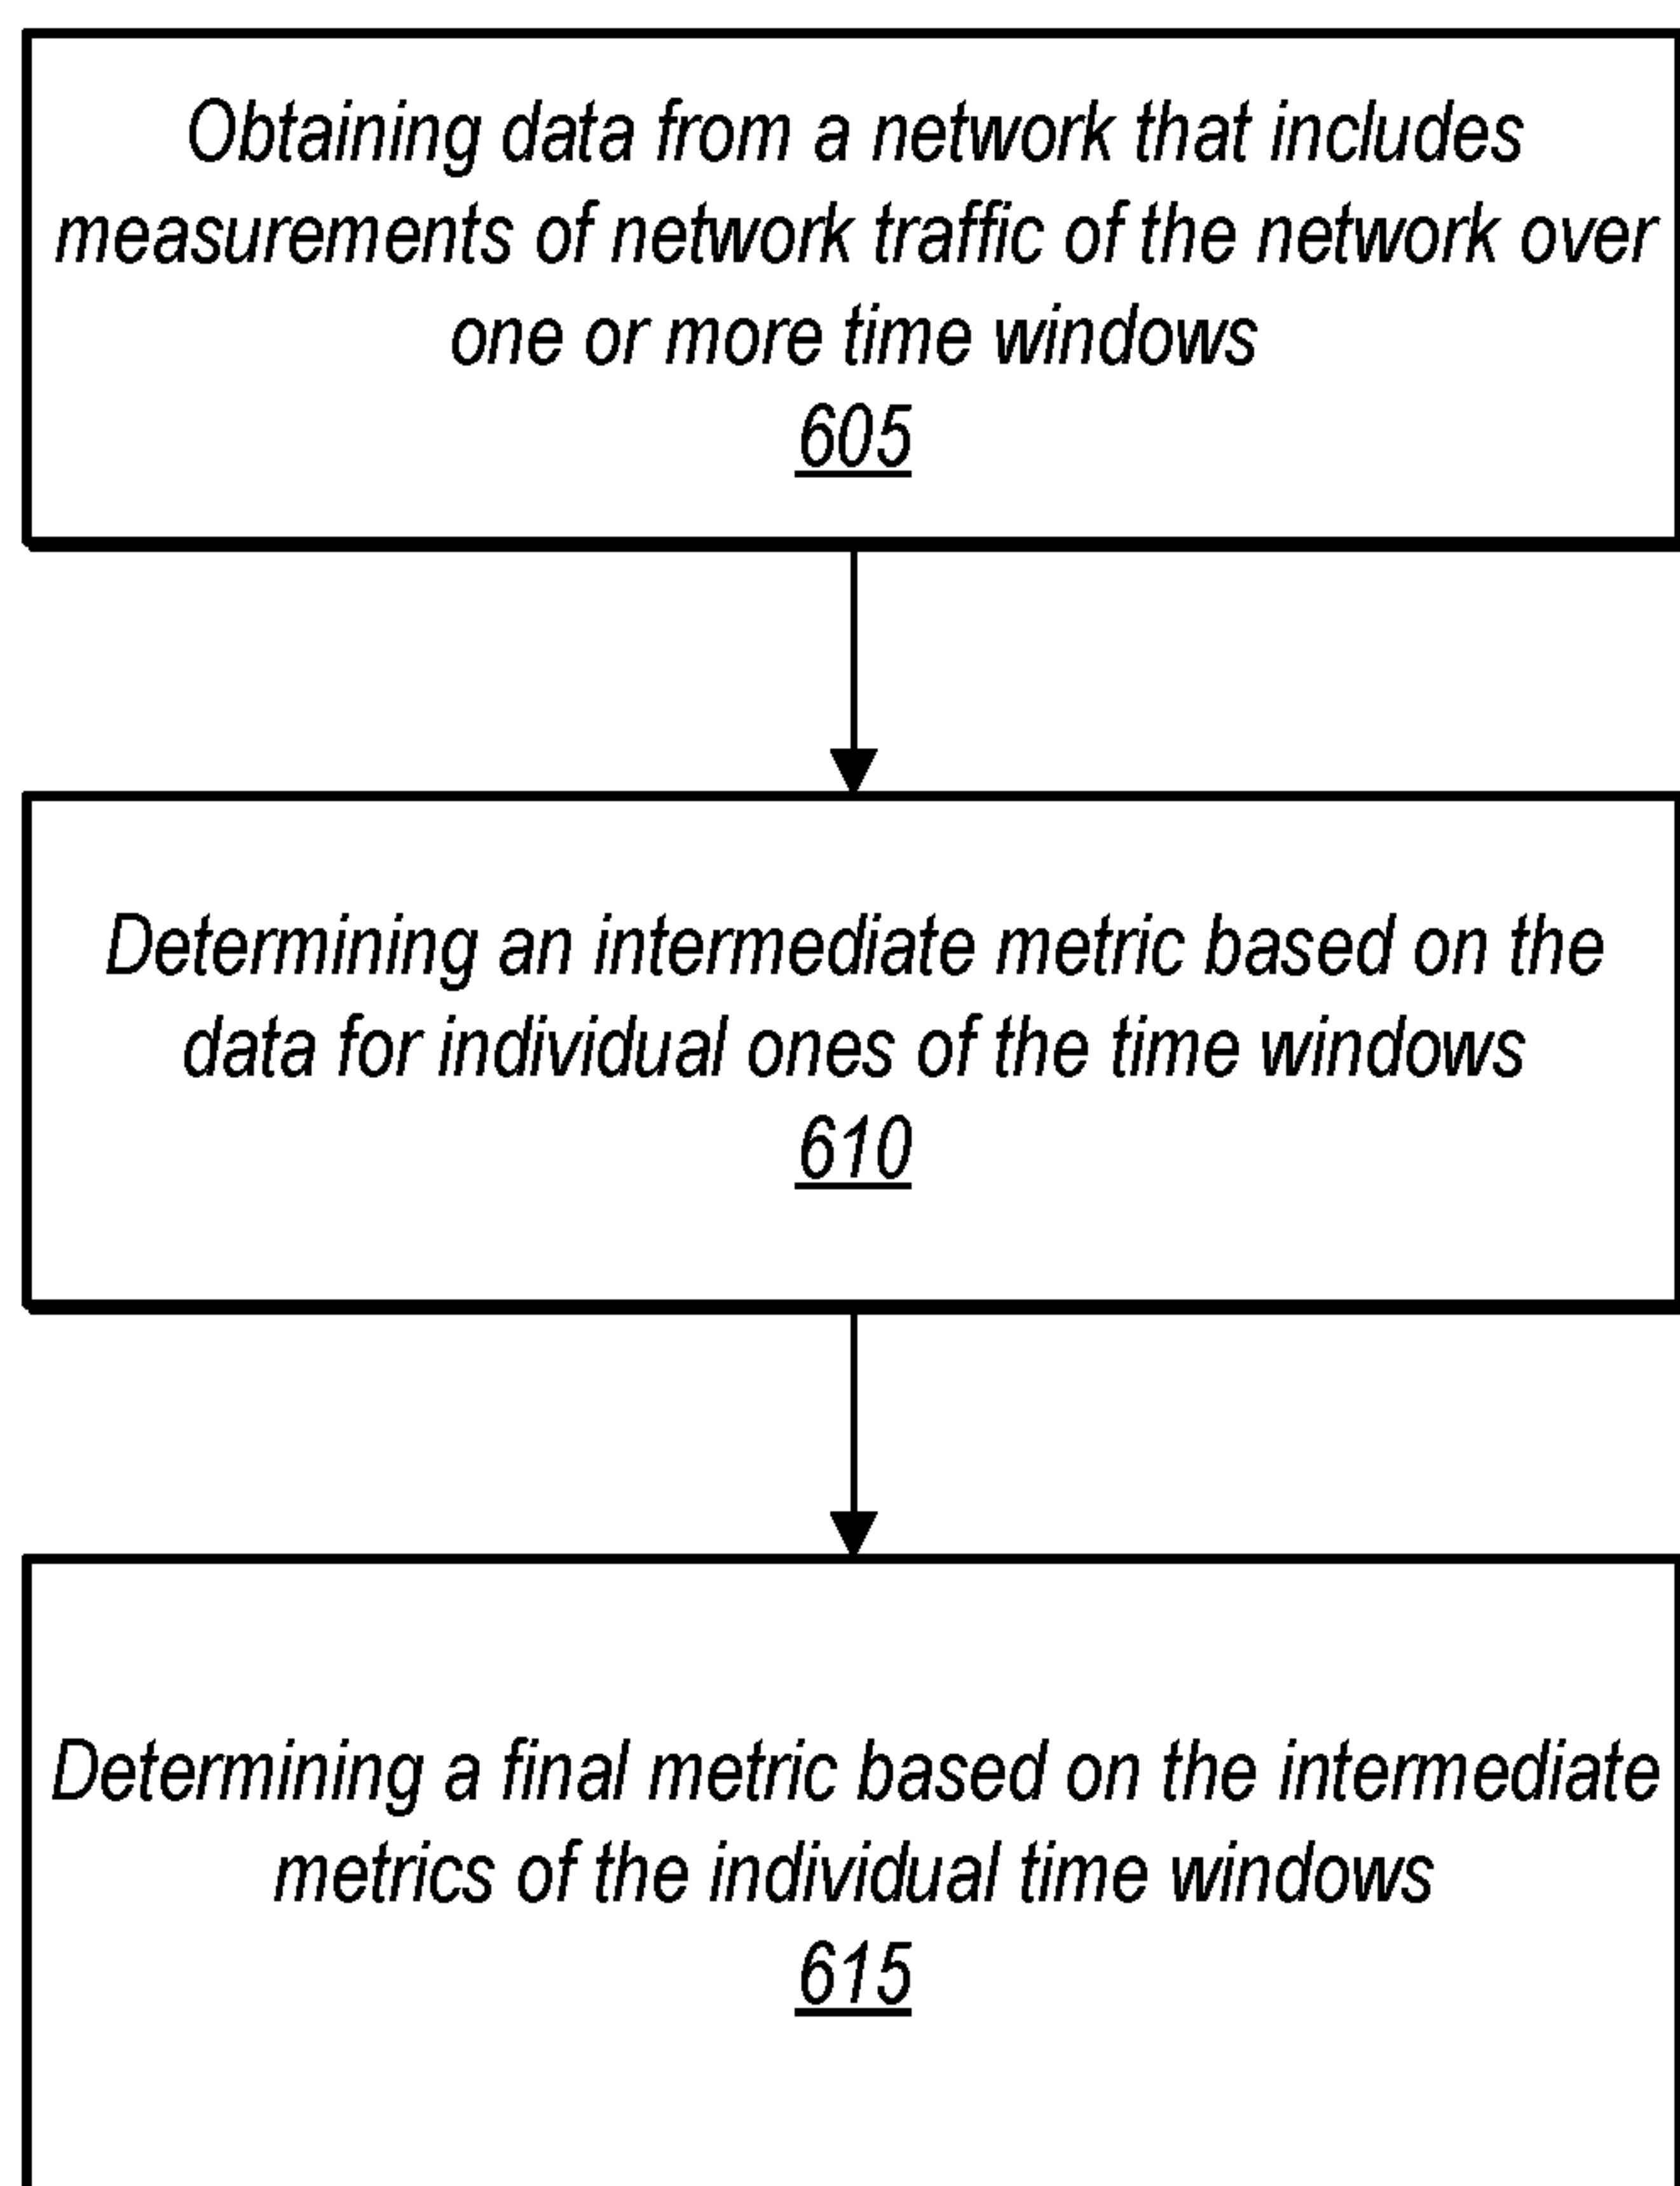 Obtaining data from a network that includes
measurements of network traffic of the network over
one or more time windows
605
Determining an intermediate metric based on the
data for individual ones of the time windows
610
Determining a final metric based on the intermediate
metrics of the individual time windows
615